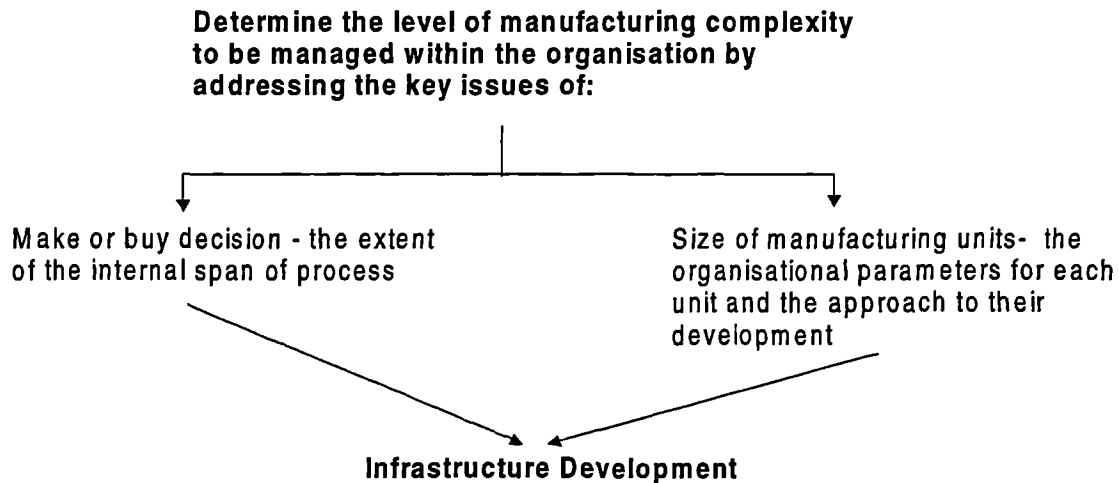 Determine the level of manufacturing complexity
to be managed within the organisation by
addressing the key issues of:
Make or buy decision - the extent
of the internal span of process
Size of manufacturing units- the
organisational parameters for each
unit and the approach to their
development
Infrastructure Development